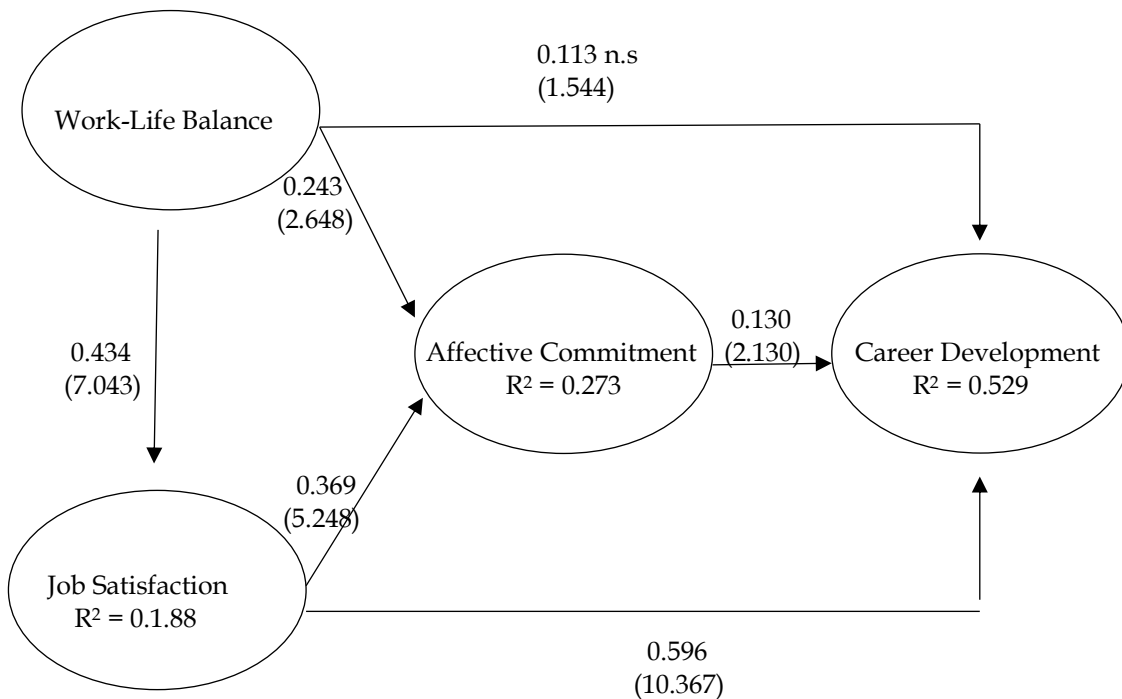 0.113 n.s
(1.544)
Work-Life Balance
0.243
(2.648)
0.434
(7.043)
Affective Commitment
R² = 0.273
0.130
(2.130)
Career Development
R² = 0.529
0.369
(5.248)
Job Satisfaction
R² = 0.1.88
0.596
(10.367)